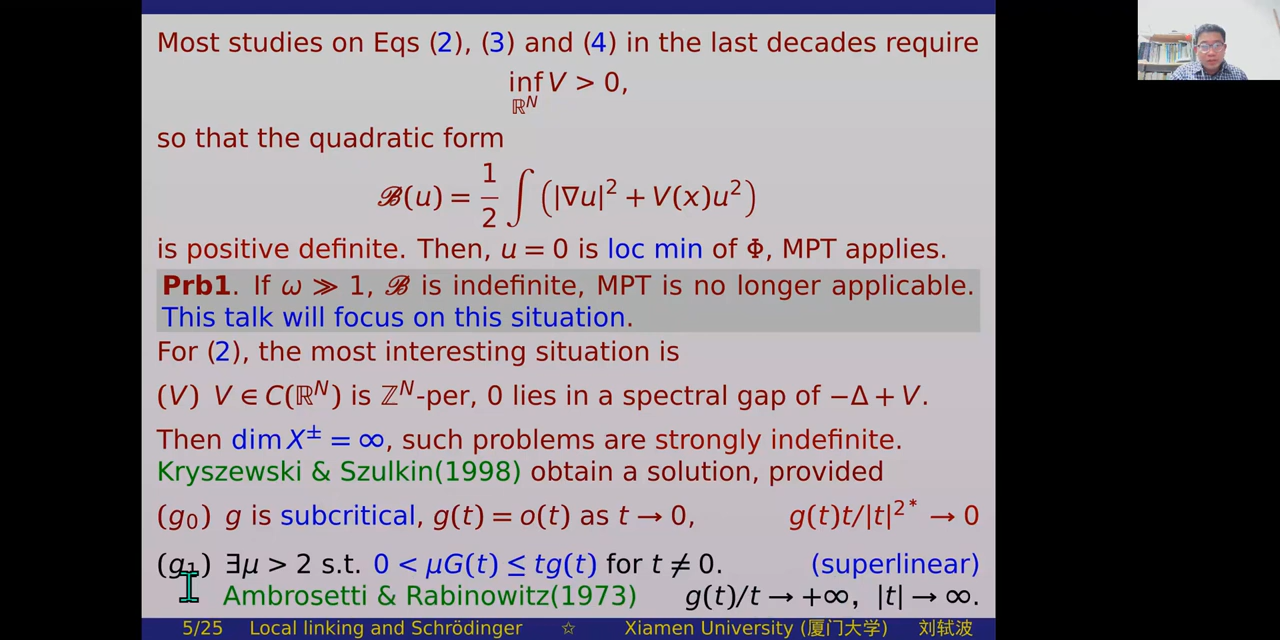 Most studies on Eqs (2), (3) and (4) in the last decades require
inf V > 0,
ℝᴺ
so that the quadratic form
ℬ(u) = 1/2 ∫ (|∇u|² + V(x)u²)
is positive definite. Then, u = 0 is loc min of Φ, MPT applies.
Prb1. If ω ≫ 1, ℬ is indefinite, MPT is no longer applicable.
This talk will focus on this situation.
For (2), the most interesting situation is
(V) V ∈ C(ℝᴺ) is ℤᴺ-per, 0 lies in a spectral gap of −Δ + V.
Then dim X± = ∞, such problems are strongly indefinite.
Kryszewski & Szulkin(1998) obtain a solution, provided
(g₀) g is subcritical, g(t) = o(t) as t → 0, g(t)t/|t|²* → 0
(g₁) ∃μ > 2 s.t. 0 < μG(t) ≤ tg(t) for t ≠ 0. (superlinear)
Ambrosetti & Rabinowitz(1973) g(t)/t → +∞, |t| → ∞.
5/25 Local linking and Schrödinger ☆ Xiamen University (厦门大学) 刘轼波